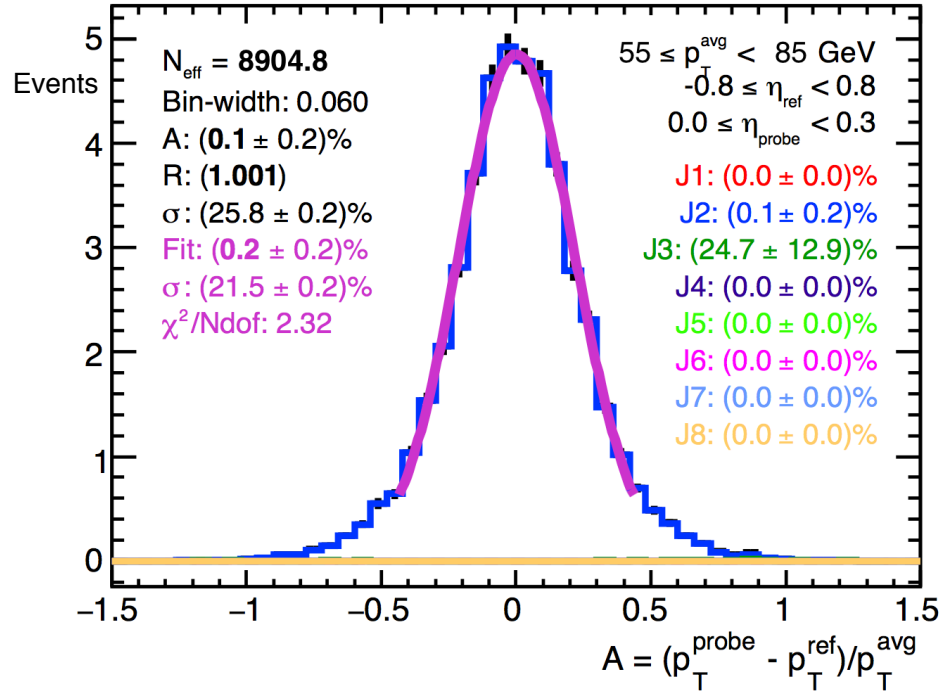 Events
5
4
3
2
1
0
N_eff = 8904.8
Bin-width: 0.060
A: (0.1 ± 0.2)%
R: (1.001)
σ: (25.8 ± 0.2)%
Fit: (0.2 ± 0.2)%
σ: (21.5 ± 0.2)%
χ²/Ndof: 2.32
55 ≤ p_T^avg < 85 GeV
-0.8 ≤ η_ref < 0.8
0.0 ≤ η_probe < 0.3
J1: (0.0 ± 0.0)%
J2: (0.1 ± 0.2)%
J3: (24.7 ± 12.9)%
J4: (0.0 ± 0.0)%
J5: (0.0 ± 0.0)%
J6: (0.0 ± 0.0)%
J7: (0.0 ± 0.0)%
J8: (0.0 ± 0.0)%
−1.5 −1 −0.5 0 0.5 1 1.5
A = (p_T^probe - p_T^ref)/p_T^avg